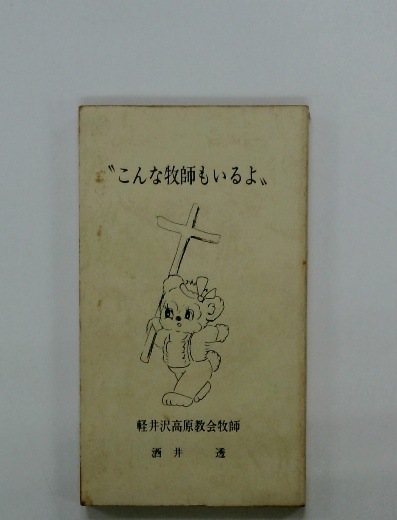 〝こんな牧師もいるよ〟
軽井沢高原教会牧師
酒井 透